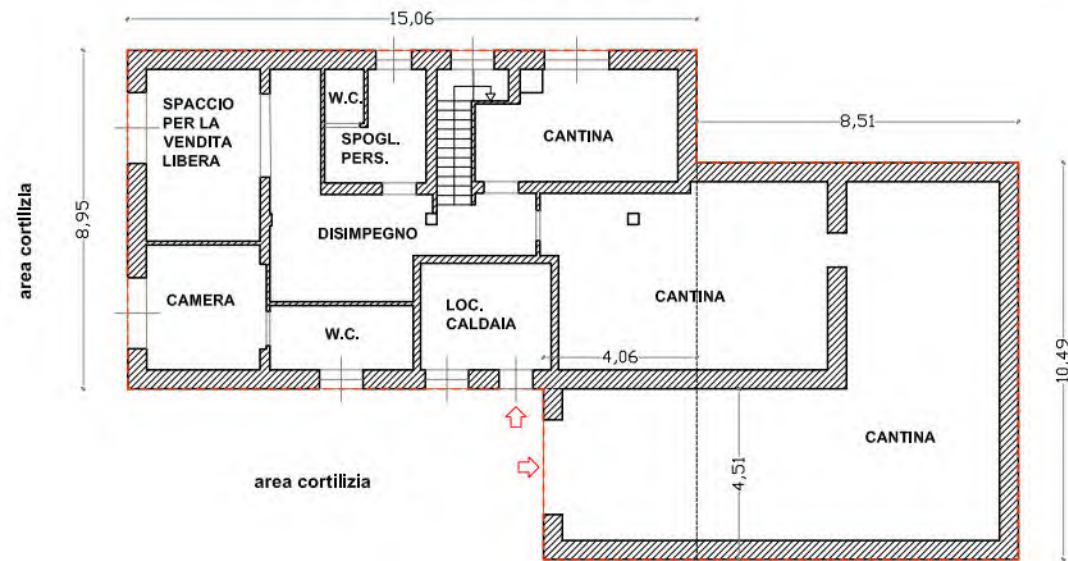 15,06
SPACCIO
PER LA
VENDITA
LIBERA
W.C.
SPOGL.
PERS.
CANTINA
8,51
area cortilizia
8,95
DISIMPEGNO
CAMERA
W.C.
LOC.
CALDAIA
CANTINA
4,06
10,49
CANTINA
4,51
area cortilizia